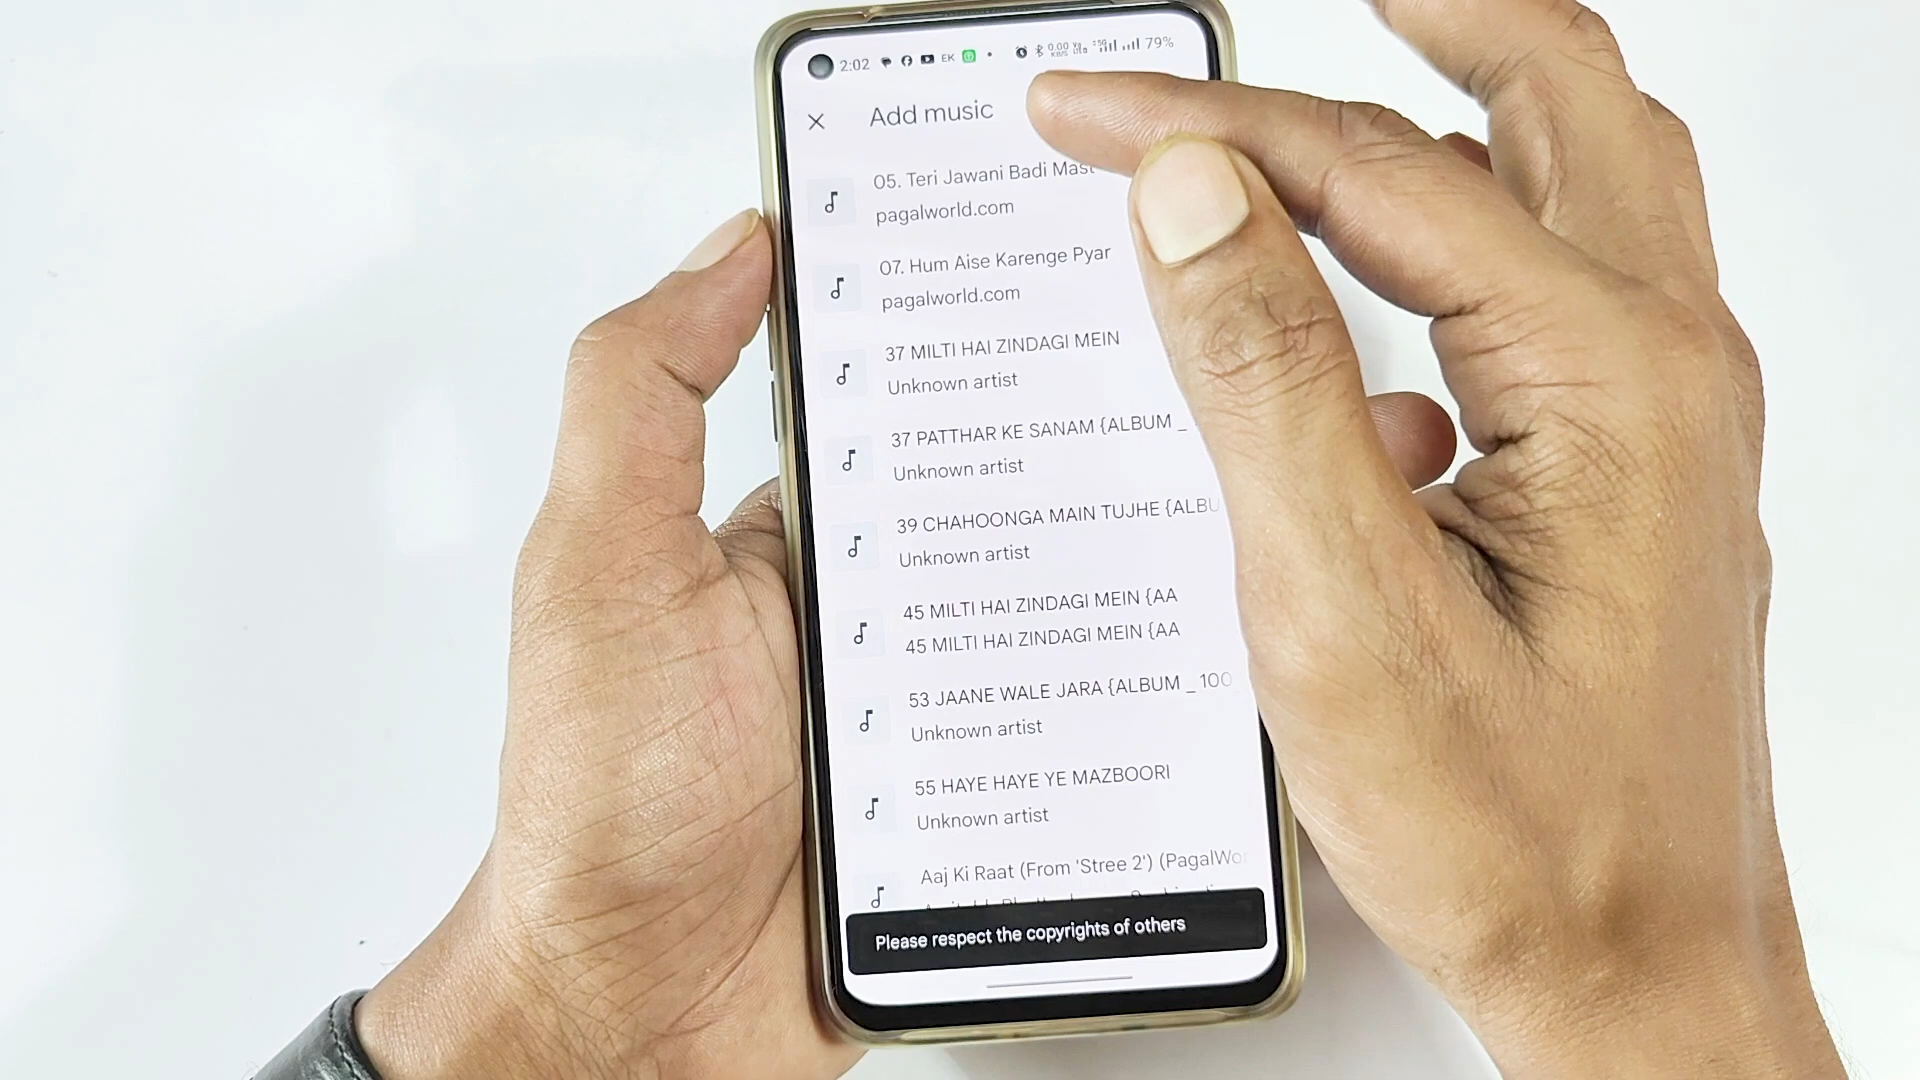 2:02 EK 79%
Add music
05. Teri Jawani Badi Mast
pagalworld.com
07. Hum Aise Karenge Pyar
pagalworld.com
37 MILTI HAI ZINDAGI MEIN
Unknown artist
37 PATTHAR KE SANAM {ALBUM _
Unknown artist
39 CHAHOONGA MAIN TUJHE {ALBU
Unknown artist
45 MILTI HAI ZINDAGI MEIN {AA
45 MILTI HAI ZINDAGI MEIN {AA
53 JAANE WALE JARA {ALBUM _ 100
Unknown artist
55 HAYE HAYE YE MAZBOORI
Unknown artist
Aaj Ki Raat (From 'Stree 2') (PagalWor
Please respect the copyrights of others